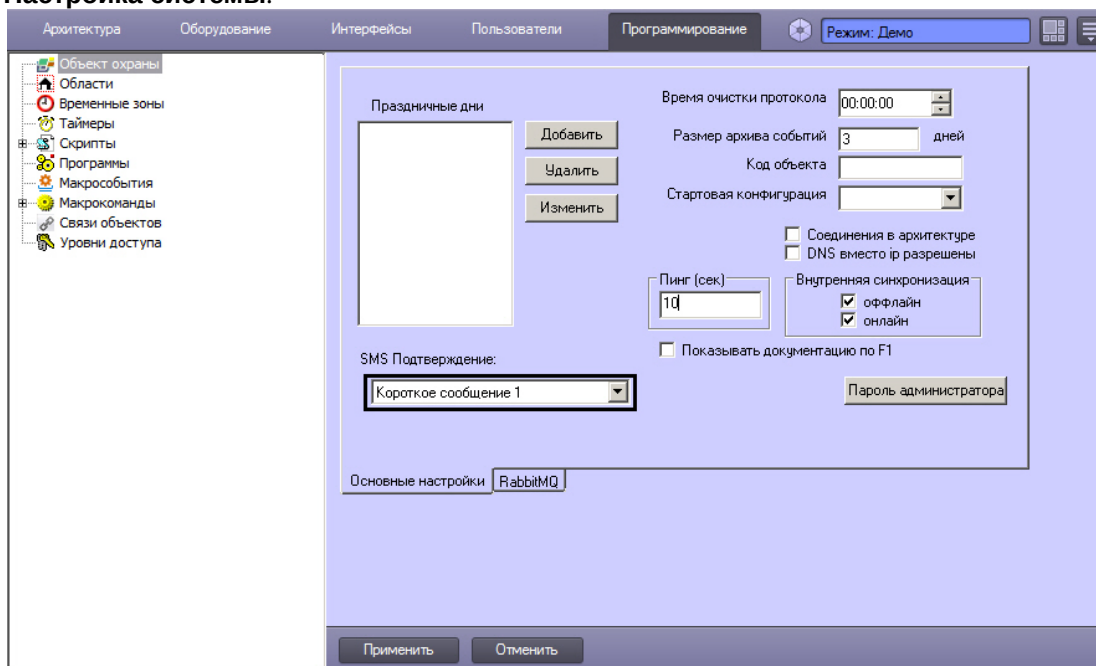 Настройка системы.
Архитектура Оборудование Интерфейсы Пользователи Программирование Режим: Демо
Объект охраны
Области
Временные зоны
Таймеры
Скрипты
Программы
Макрособытия
Макрокоманды
Связи объектов
Уровни доступа
Праздничные дни
Добавить
Удалить
Изменить
Время очистки протокола 00:00:00
Размер архива событий 3 дней
Код объекта
Стартовая конфигурация
Соединения в архитектуре
DNS вместо ip разрешены
Пинг (сек)
10
Внутренняя синхронизация
оффлайн
онлайн
Показывать документацию по F1
SMS Подтверждение:
Короткое сообщение 1
Пароль администратора
Основные настройки RabbitMQ
Применить Отменить